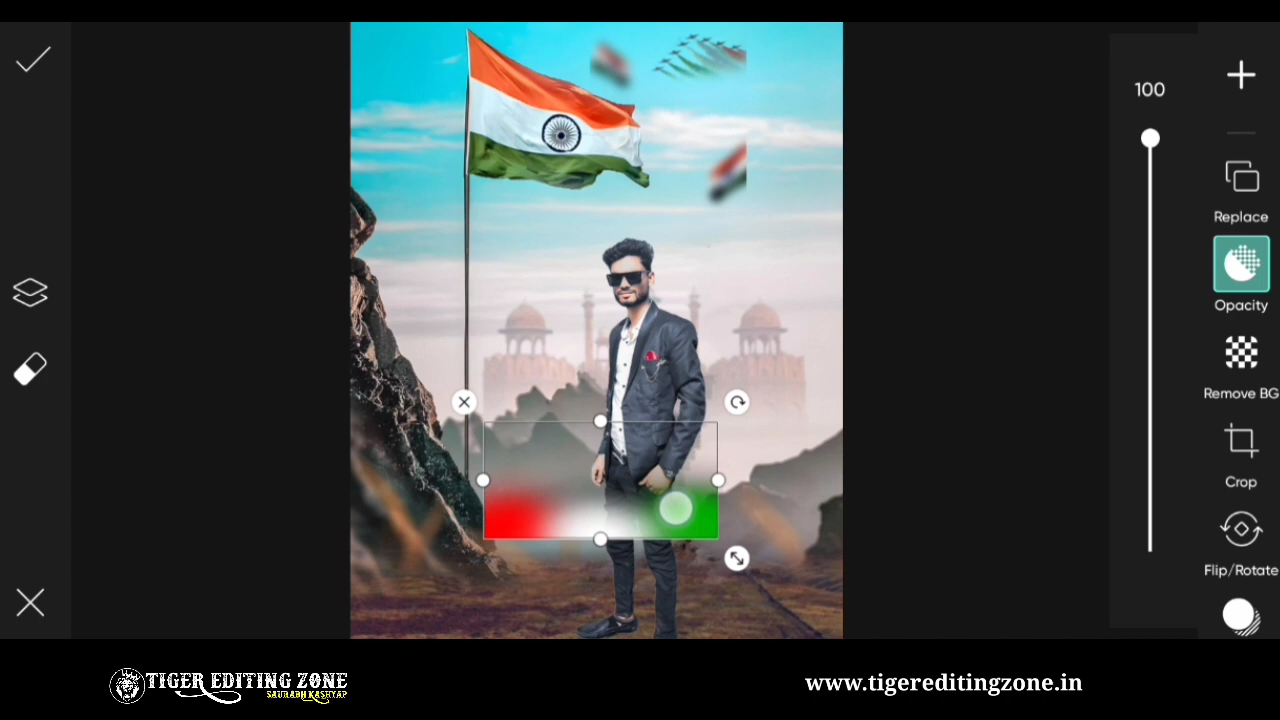 100
Replace
Opacity
Remove BG
Crop
Flip/Rotate
TIGER EDITING ZONE
SAURABH KASHYAP
www.tigereditingzone.in